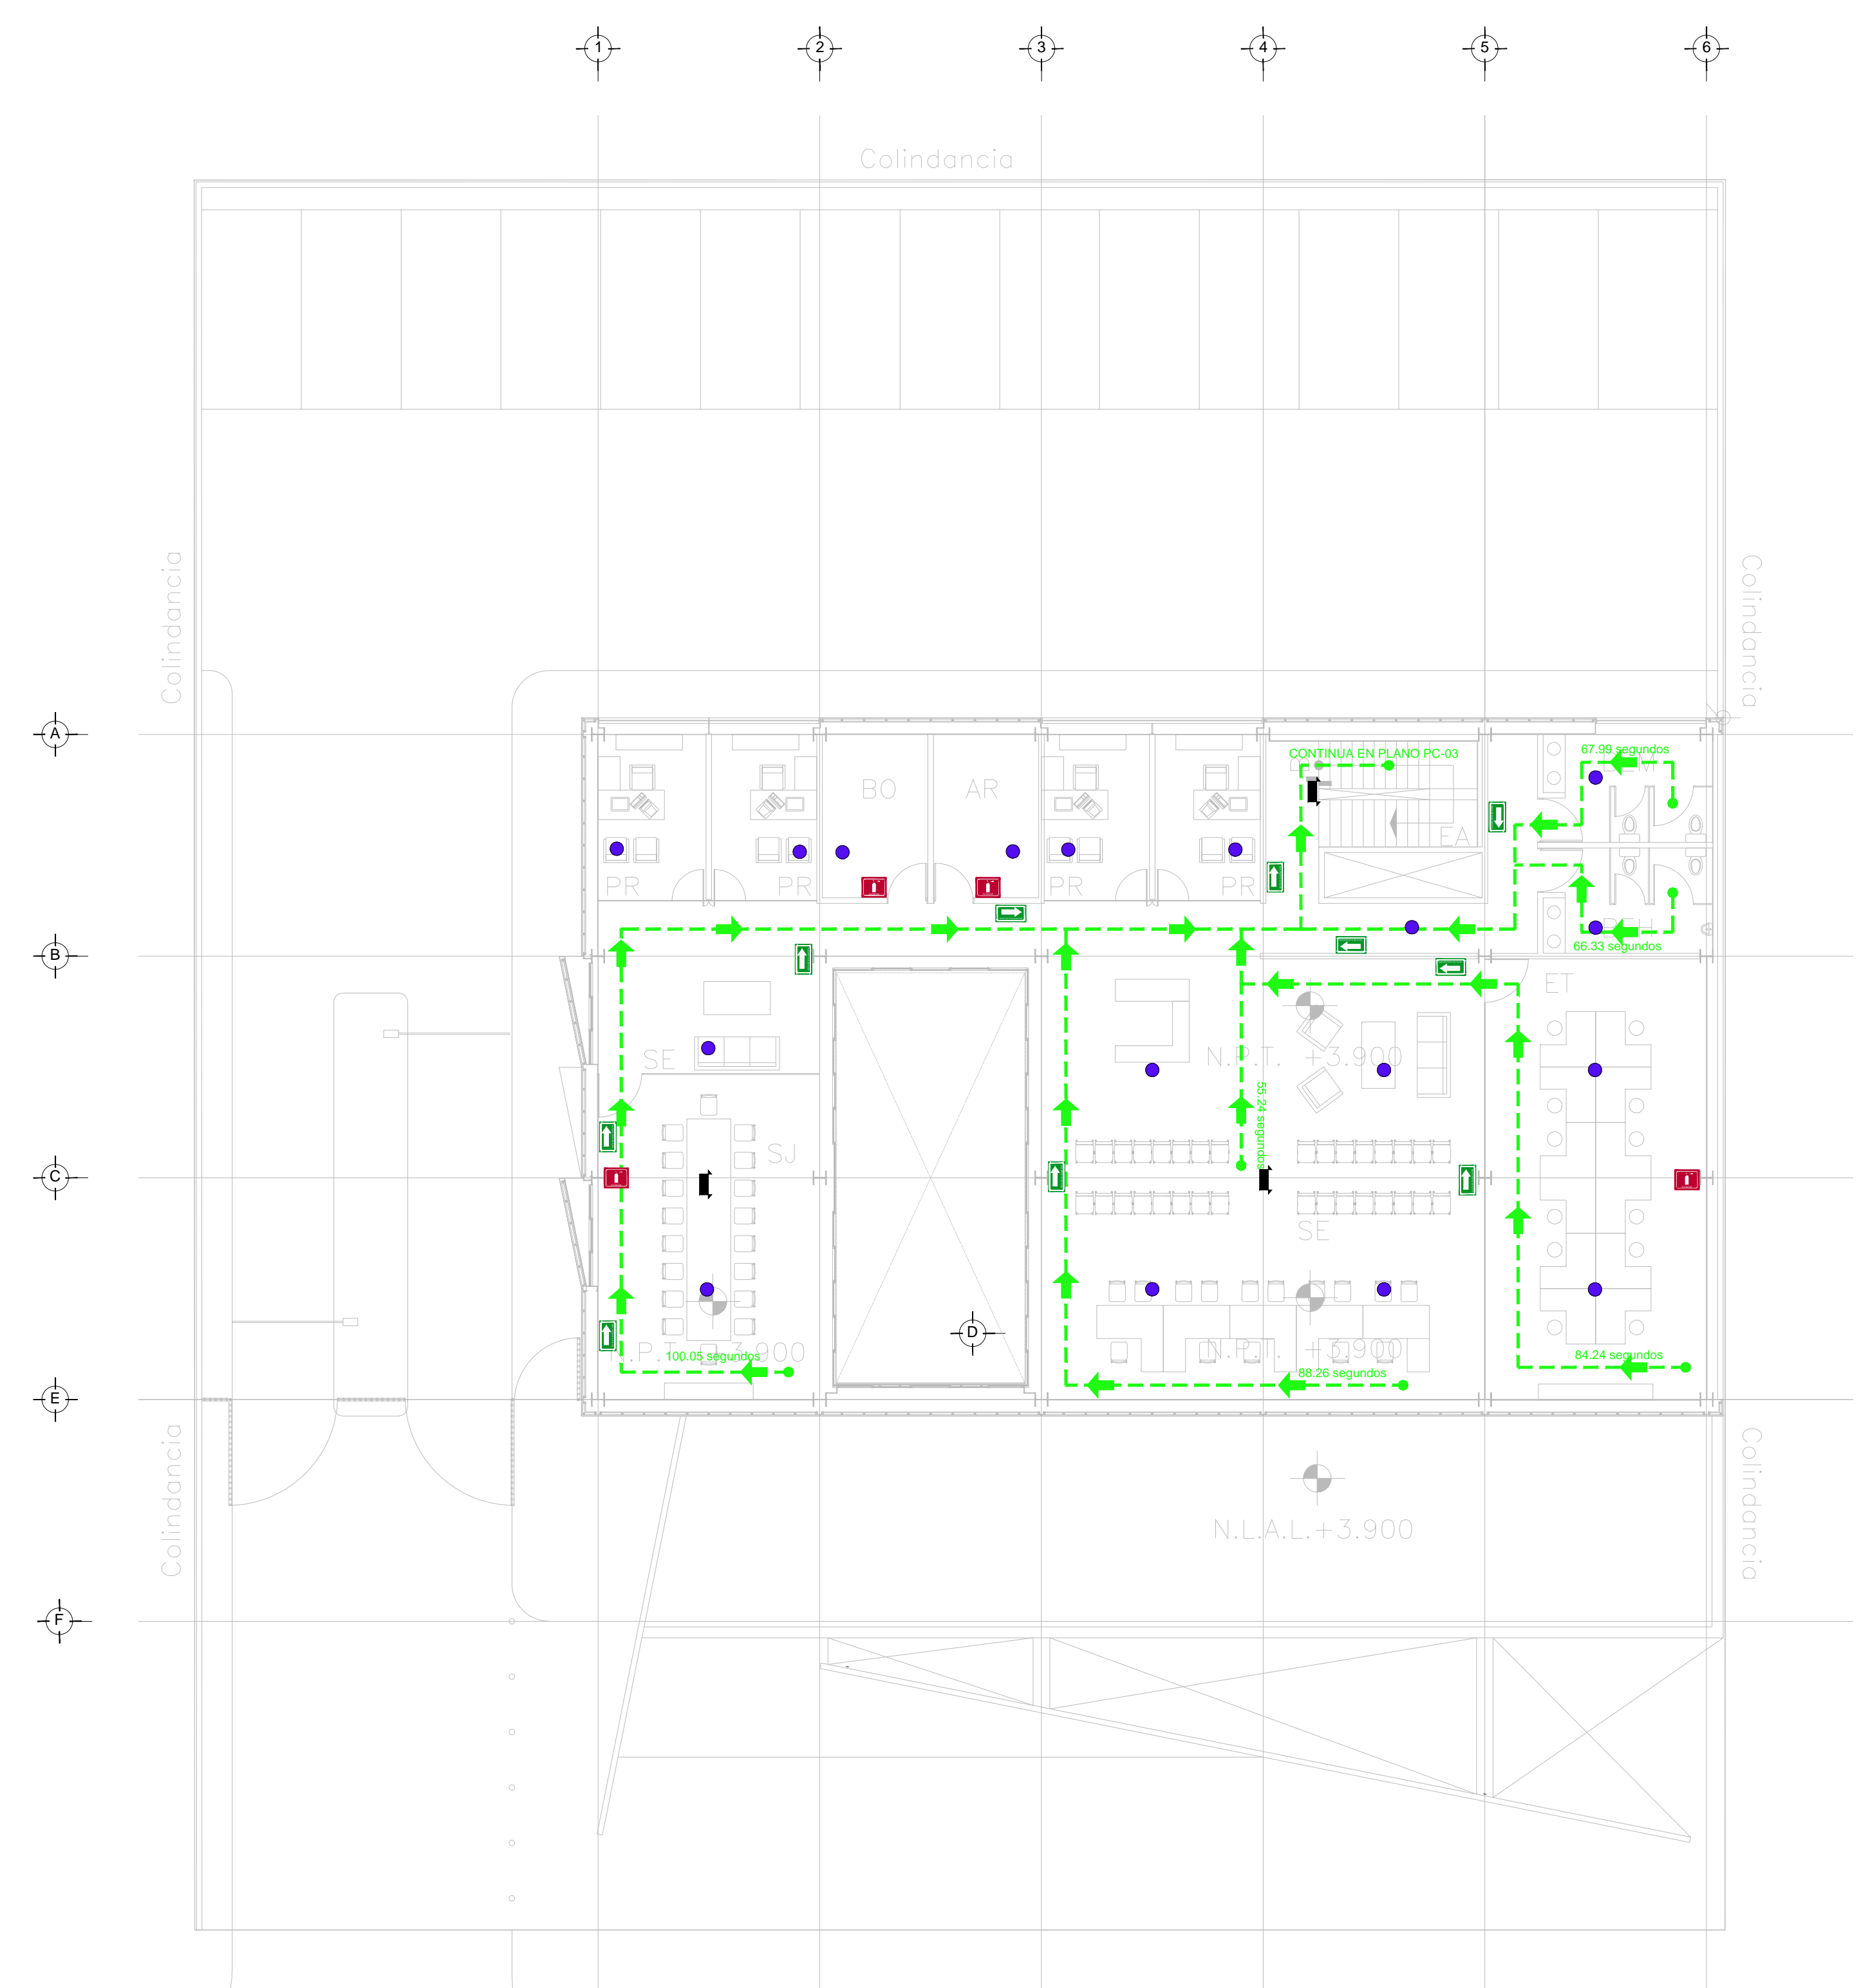 1
2
3
4
5
6
Colindancia
Colindancia
Colindancia
A
CONTINUA EN PLANO PC-03
67.99 segundos
BO
AR
EA
PR
PR
PR
PR
66.33 segundos
B
ET
SE
N.P.T. +3.900
55.24 segundos
SJ
C
SE
D
N.P.T. +3.900
N.P.T. +3.900
100.05 segundos
88.26 segundos
84.24 segundos
E
Colindancia
Colindancia
N.L.A.L.+3.900
F